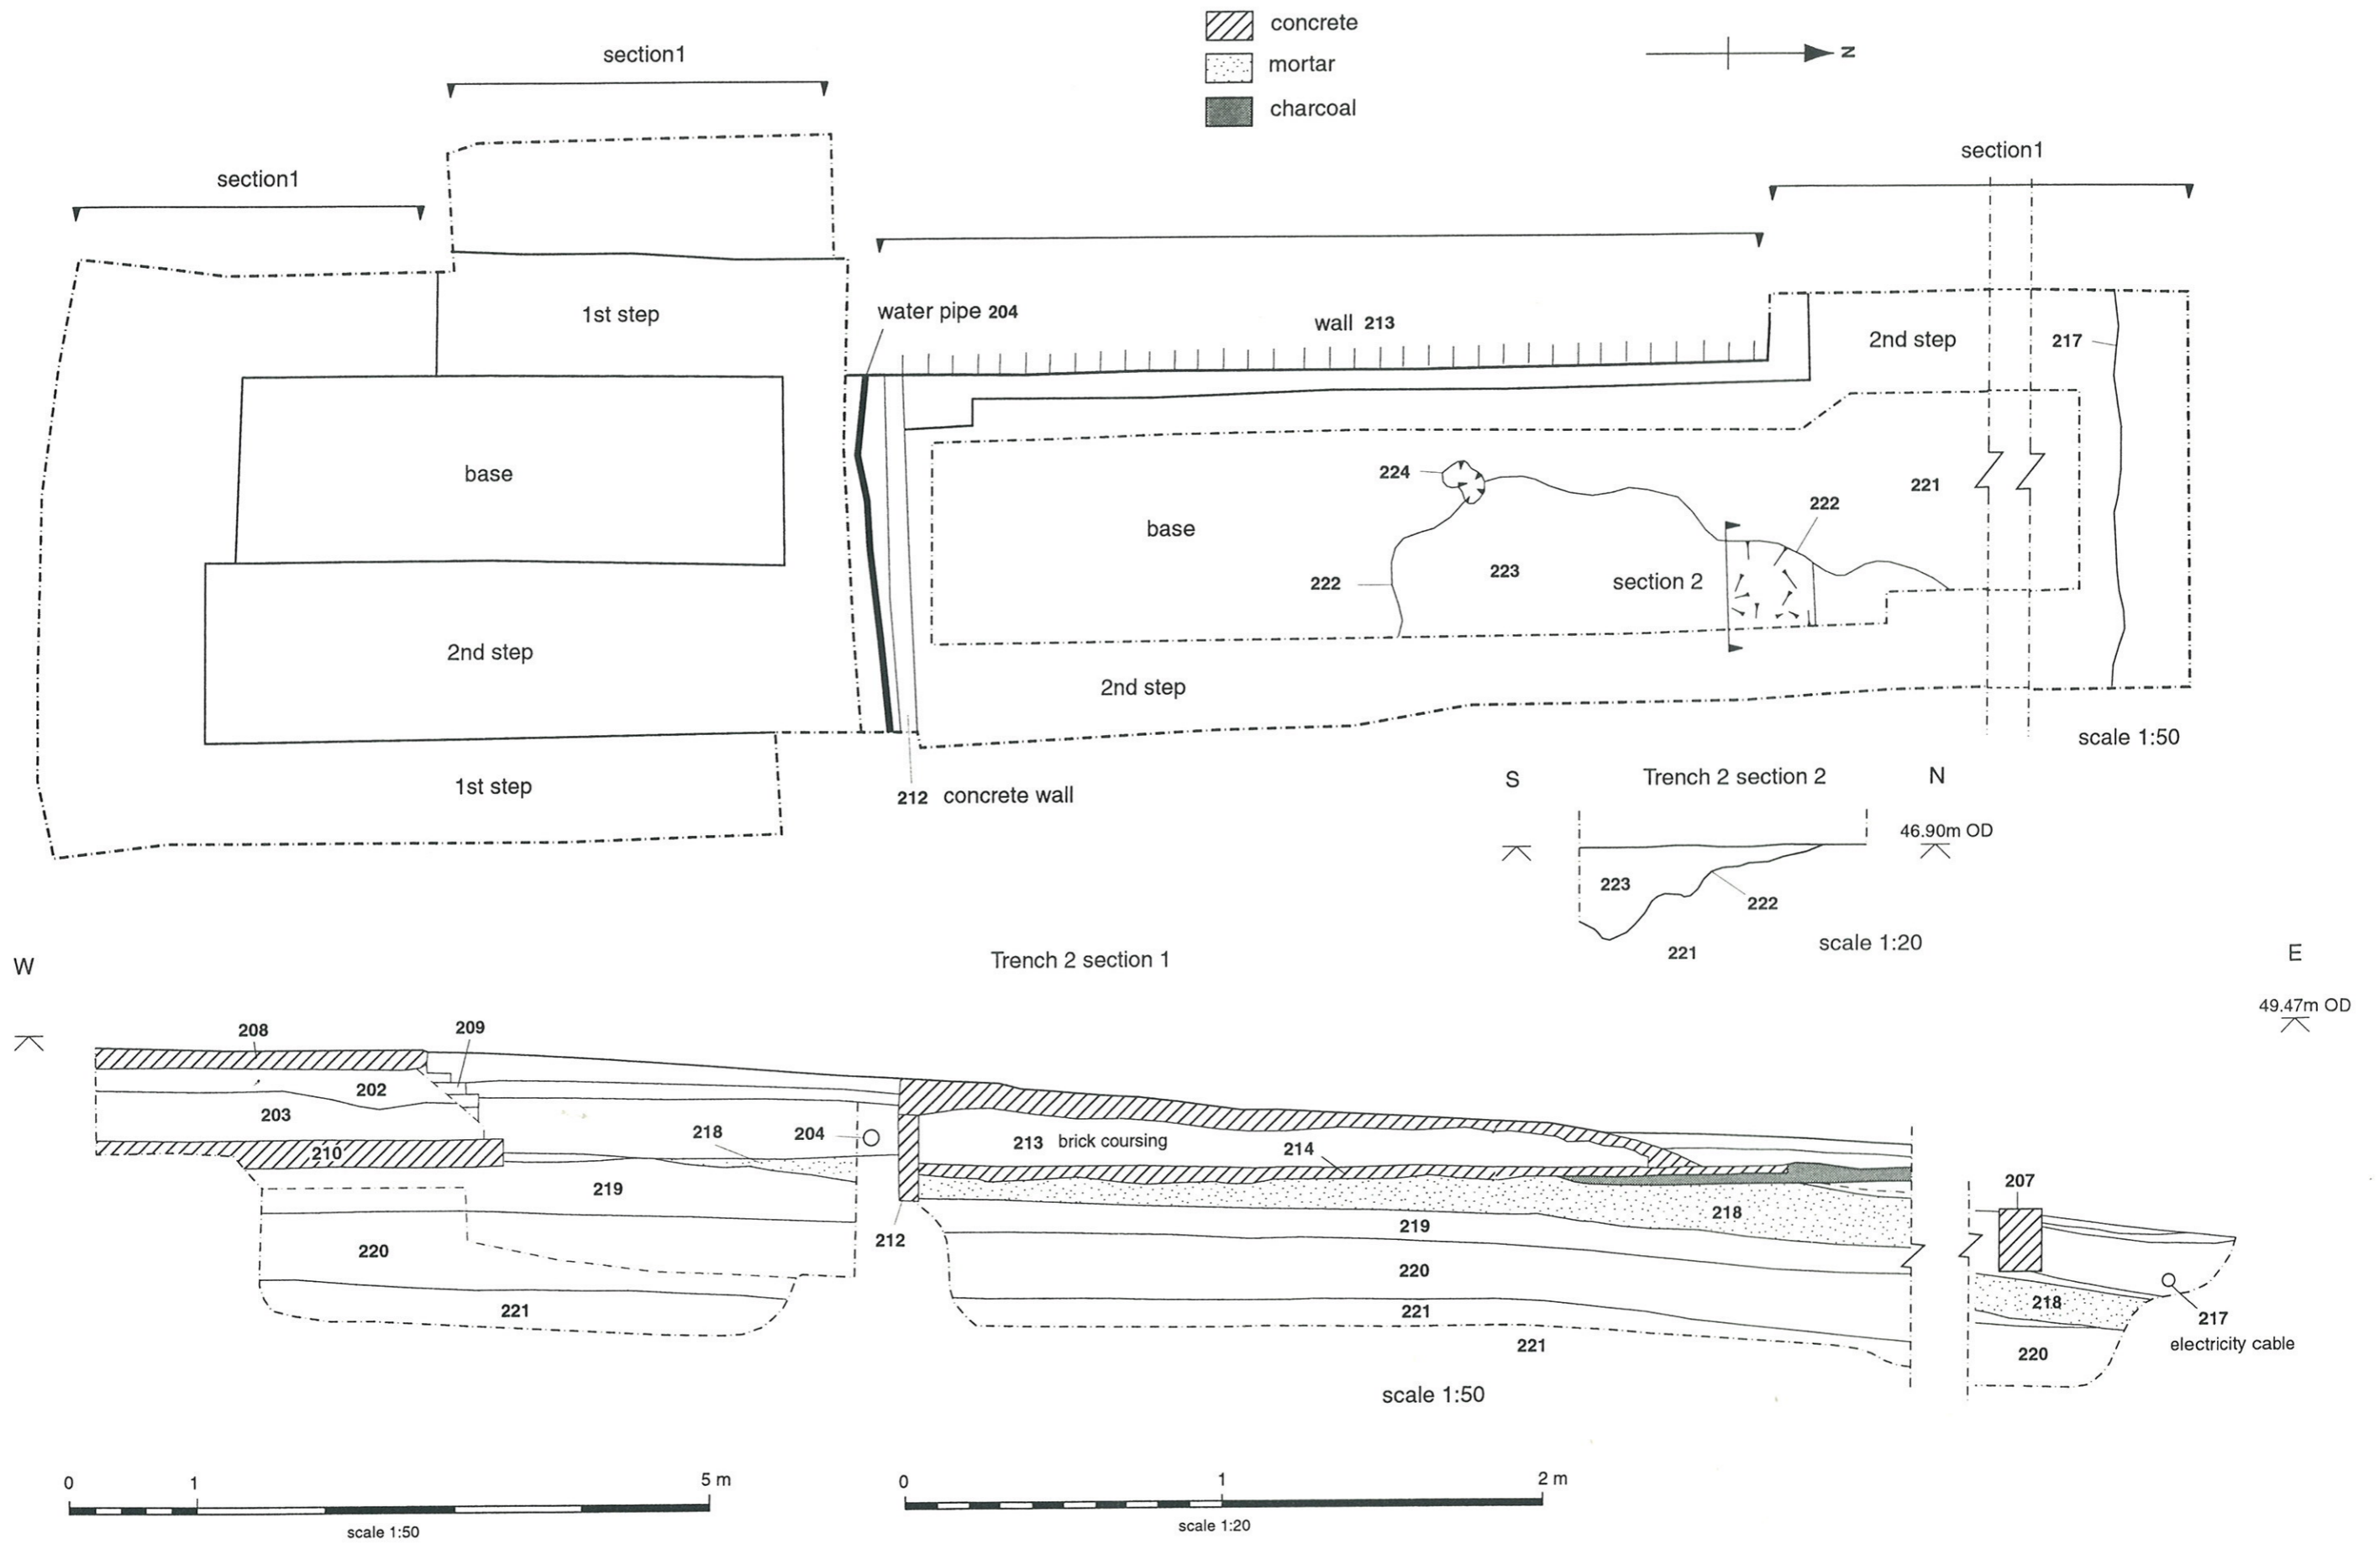 concrete
mortar
charcoal
N
section1
section1
section1
1st step
water pipe 204
wall 213
2nd step
217
base
224
base
222
221
222
223
section 2
2nd step
2nd step
1st step
212 concrete wall
scale 1:50
S
Trench 2 section 2
N
46.90m OD
223
222
221
scale 1:20
W
Trench 2 section 1
E
49.47m OD
208
209
202
203
210
218
204
213 brick coursing
214
219
212
219
218
207
220
220
218
217
electricity cable
221
221
221
220
scale 1:50
0 1 5 m
scale 1:50
0 1 2 m
scale 1:20